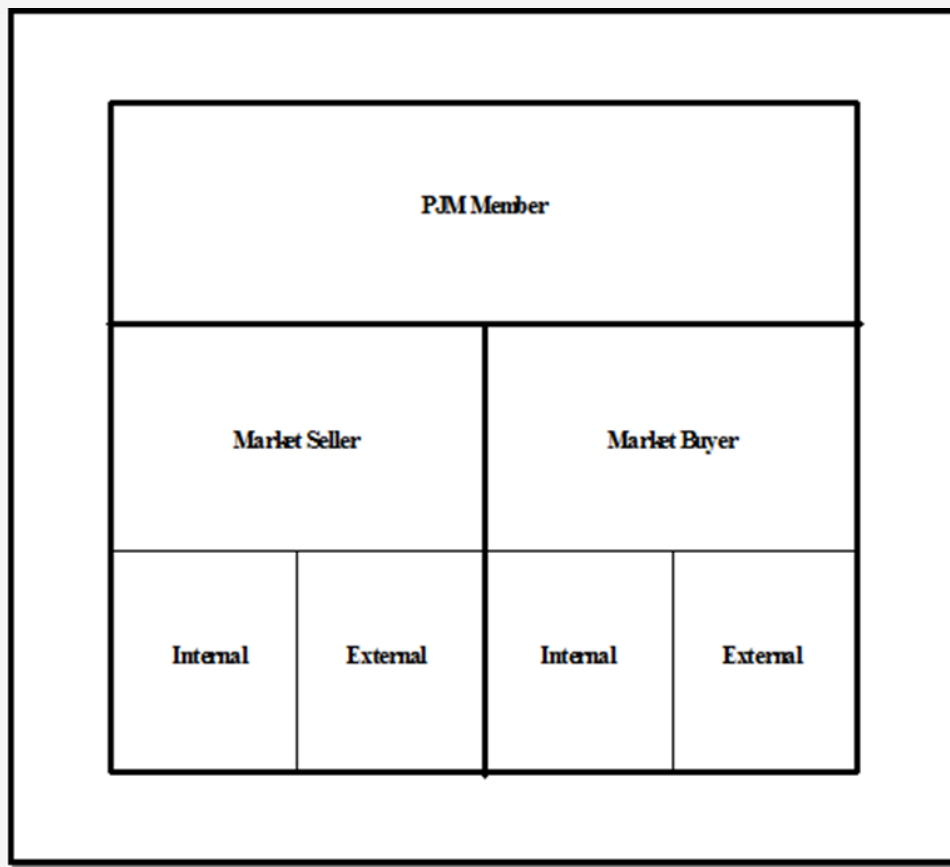 PJM Member
Market Seller
Market Buyer
Internal
External
Internal
External